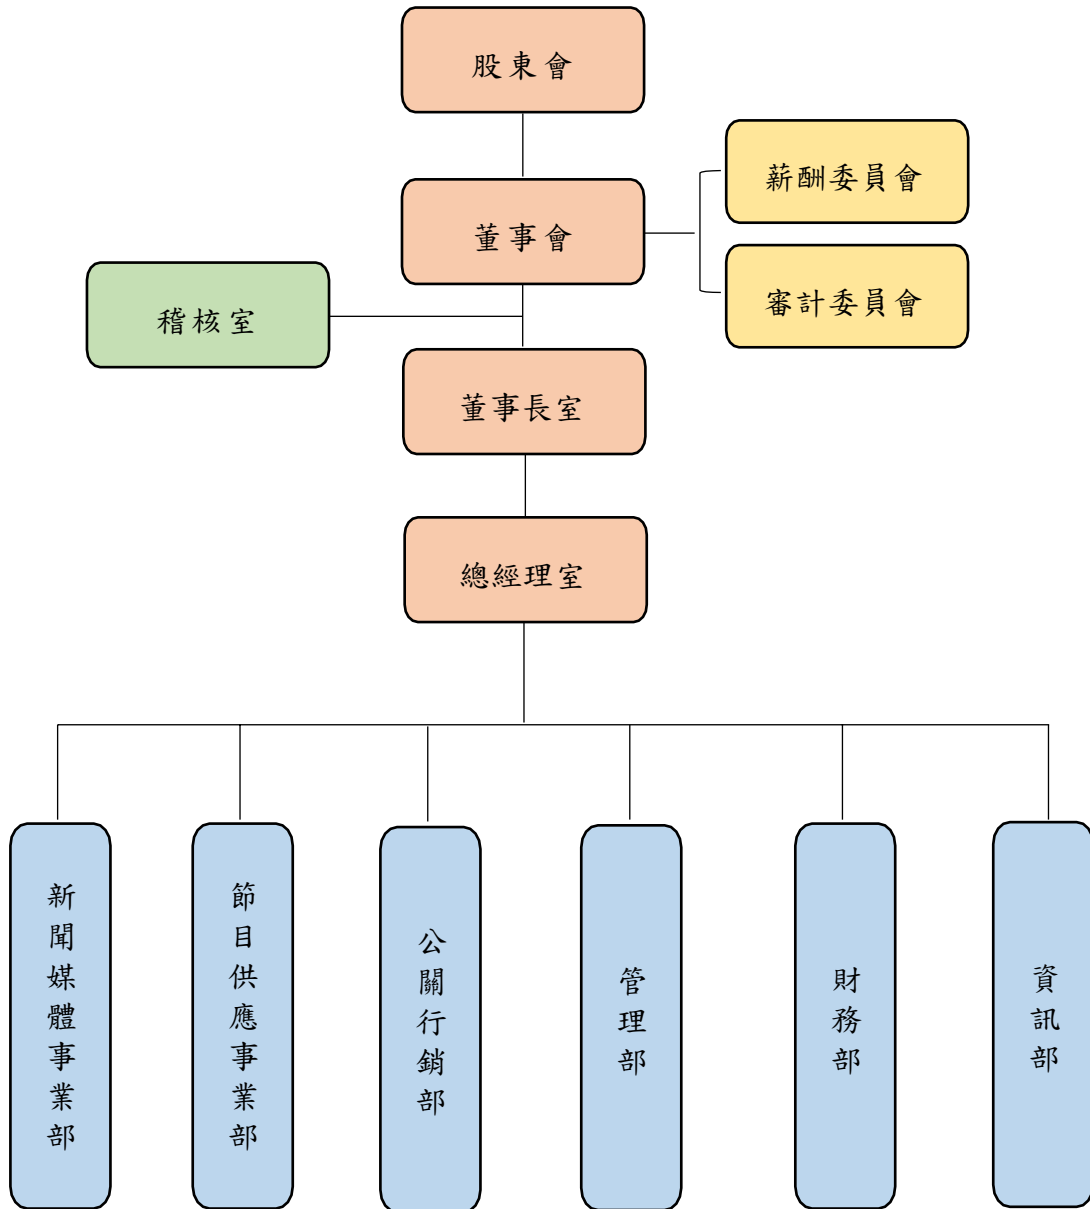 股東會
薪酬委員會
董事會
審計委員會
稽核室
董事長室
總經理室
新聞媒體事業部
節目供應事業部
公關行銷部
管理部
財務部
資訊部